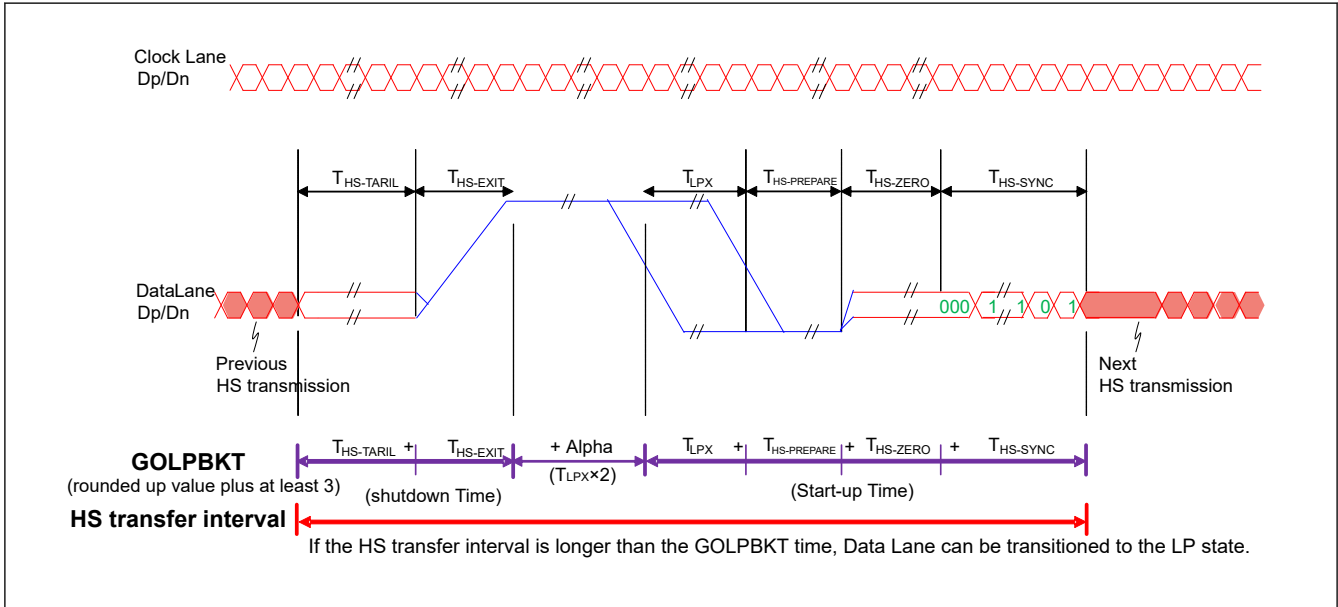 Clock Lane
Dp/Dn
THS-TARIL THS-EXIT TLPX THS-PREPARE THS-ZERO THS-SYNC
DataLane
Dp/Dn
000 1 1 0 1
Previous
HS transmission
Next
HS transmission
THS-TARIL + THS-EXIT + Alpha TLPX + THS-PREPARE + THS-ZERO + THS-SYNC
GOLPBKT
(rounded up value plus at least 3)
(shutdown Time)
(TLPX×2)
(Start-up Time)
HS transfer interval
If the HS transfer interval is longer than the GOLPBKT time, Data Lane can be transitioned to the LP state.